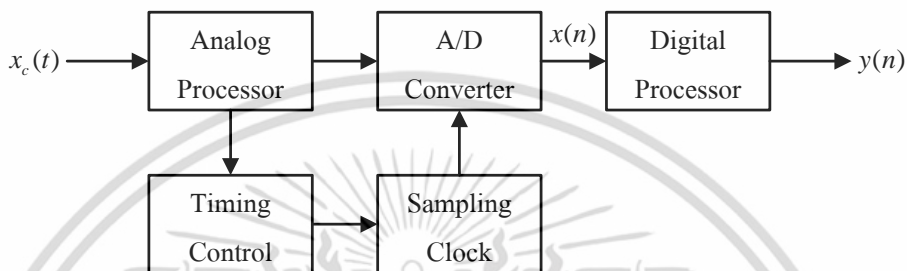 Analog
Processor
A/D
Converter
x(n)
Digital
Processor
x_c(t)
y(n)
Timing
Control
Sampling
Clock